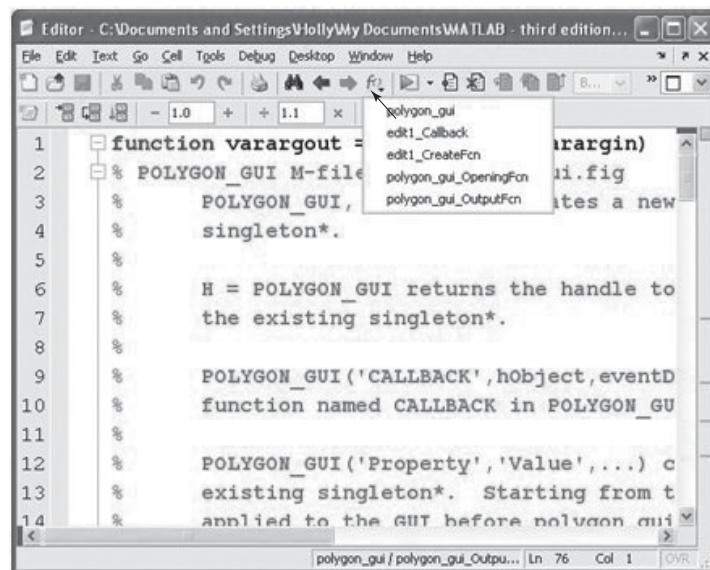 Editor - C:\Documents and Settings\Holly\My Documents\MATLAB - third edition...
File Edit Text Go Cell Tools Debug Desktop Window Help
B...
- 1.0 + ÷ 1.1 ×
polygon_gui
edit1_Callback
edit1_CreateFcn
polygon_gui_OpeningFcn
polygon_gui_OutputFcn
1 function varargout = rargin)
2 % POLYGON_GUI M-file ui.fig
3 % POLYGON_GUI, ates a new
4 % singleton*.
5 %
6 % H = POLYGON_GUI returns the handle to
7 % the existing singleton*.
8 %
9 % POLYGON_GUI('CALLBACK',hObject,eventD
10 % function named CALLBACK in POLYGON_GU
11 %
12 % POLYGON_GUI('Property','Value',...) c
13 % existing singleton*. Starting from t
14 % applied to the GUI before polygon_gui
polygon_gui / polygon_gui_Outpu... Ln 76 Col 1 OVR